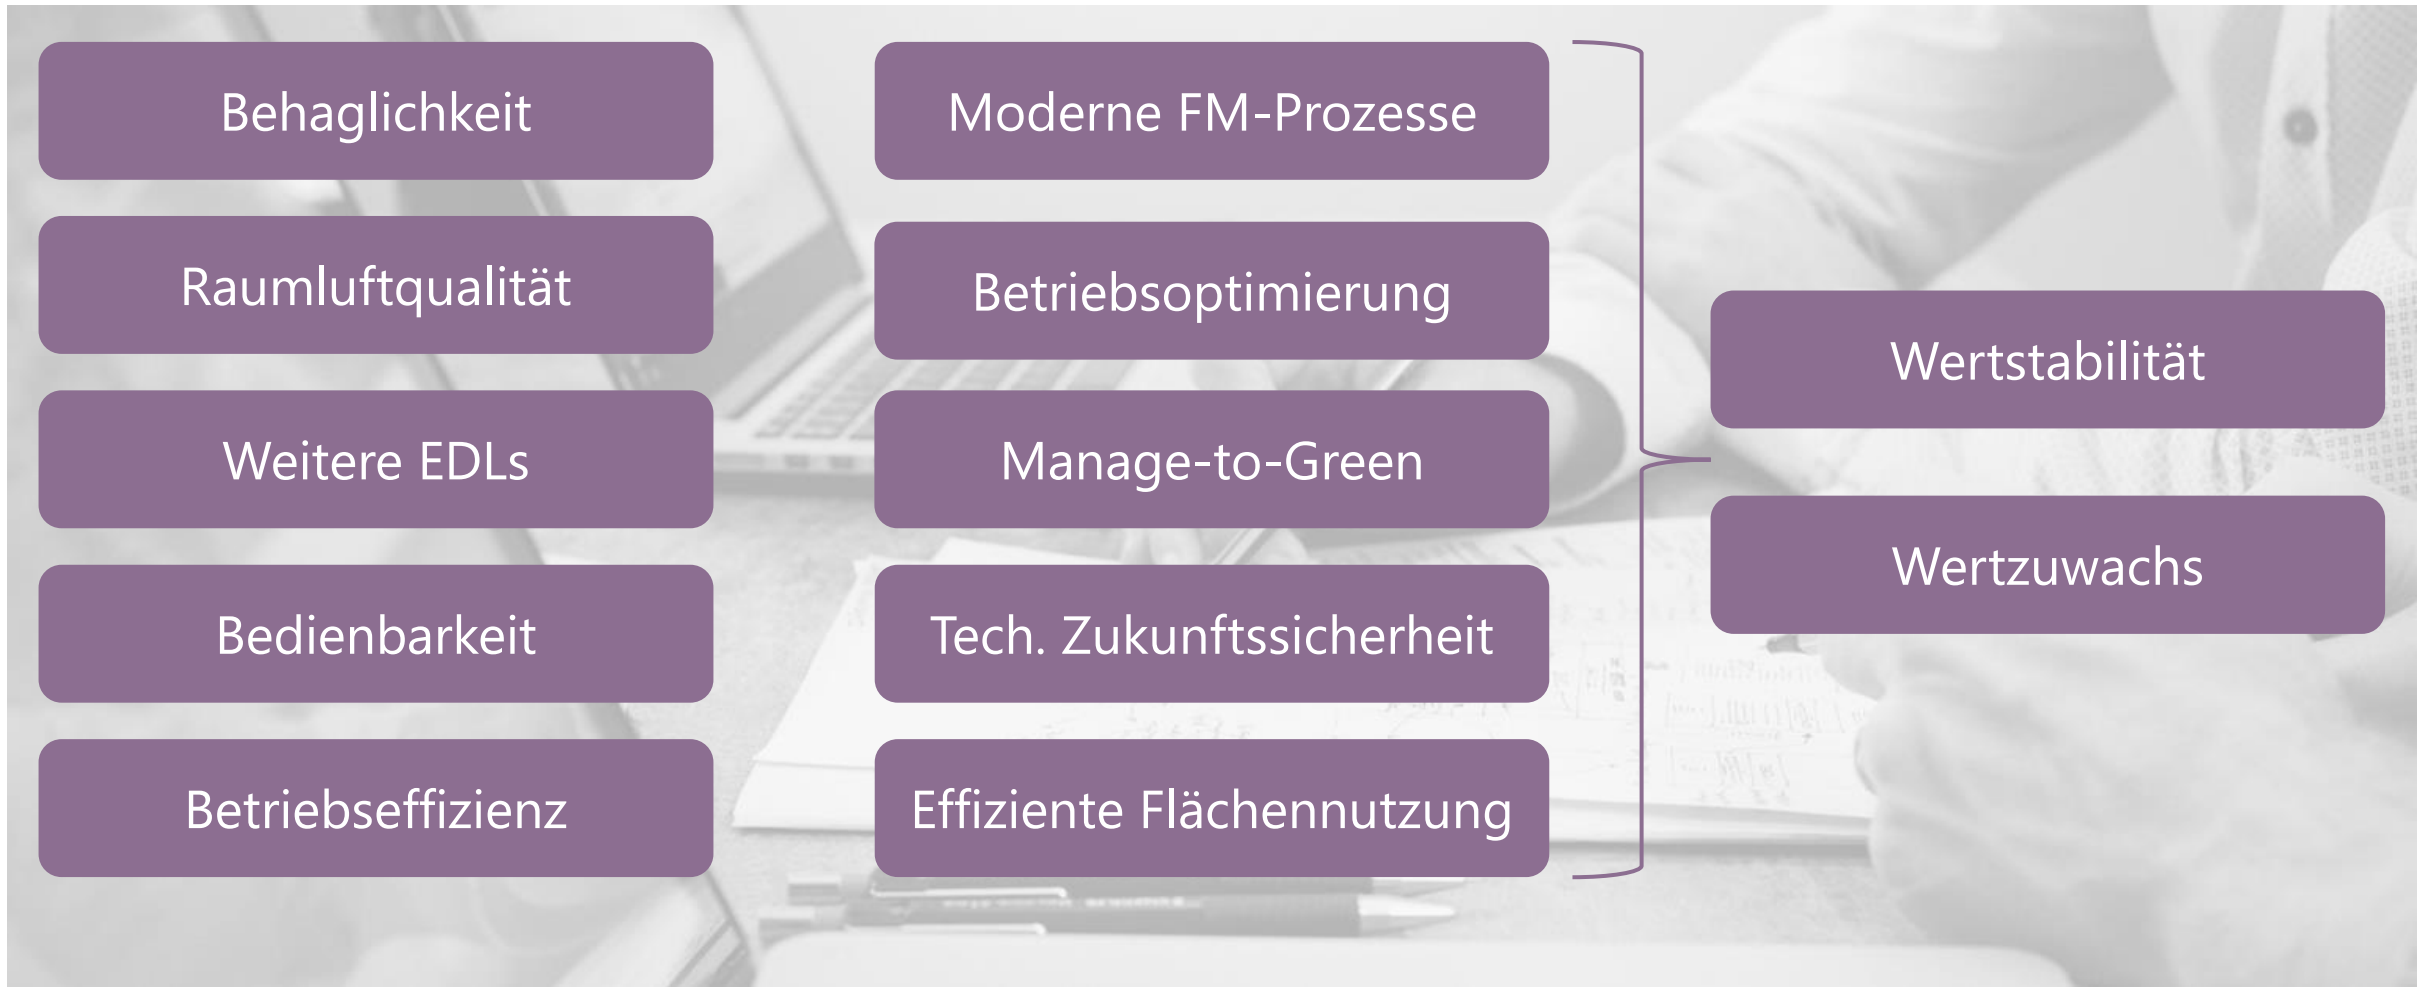 Behaglichkeit
Raumluftqualität
Weitere EDLs
Bedienbarkeit
Betriebseffizienz
Moderne FM-Prozesse
Betriebsoptimierung
Manage-to-Green
Tech. Zukunftssicherheit
Effiziente Flächennutzung
Wertstabilität
Wertzuwachs